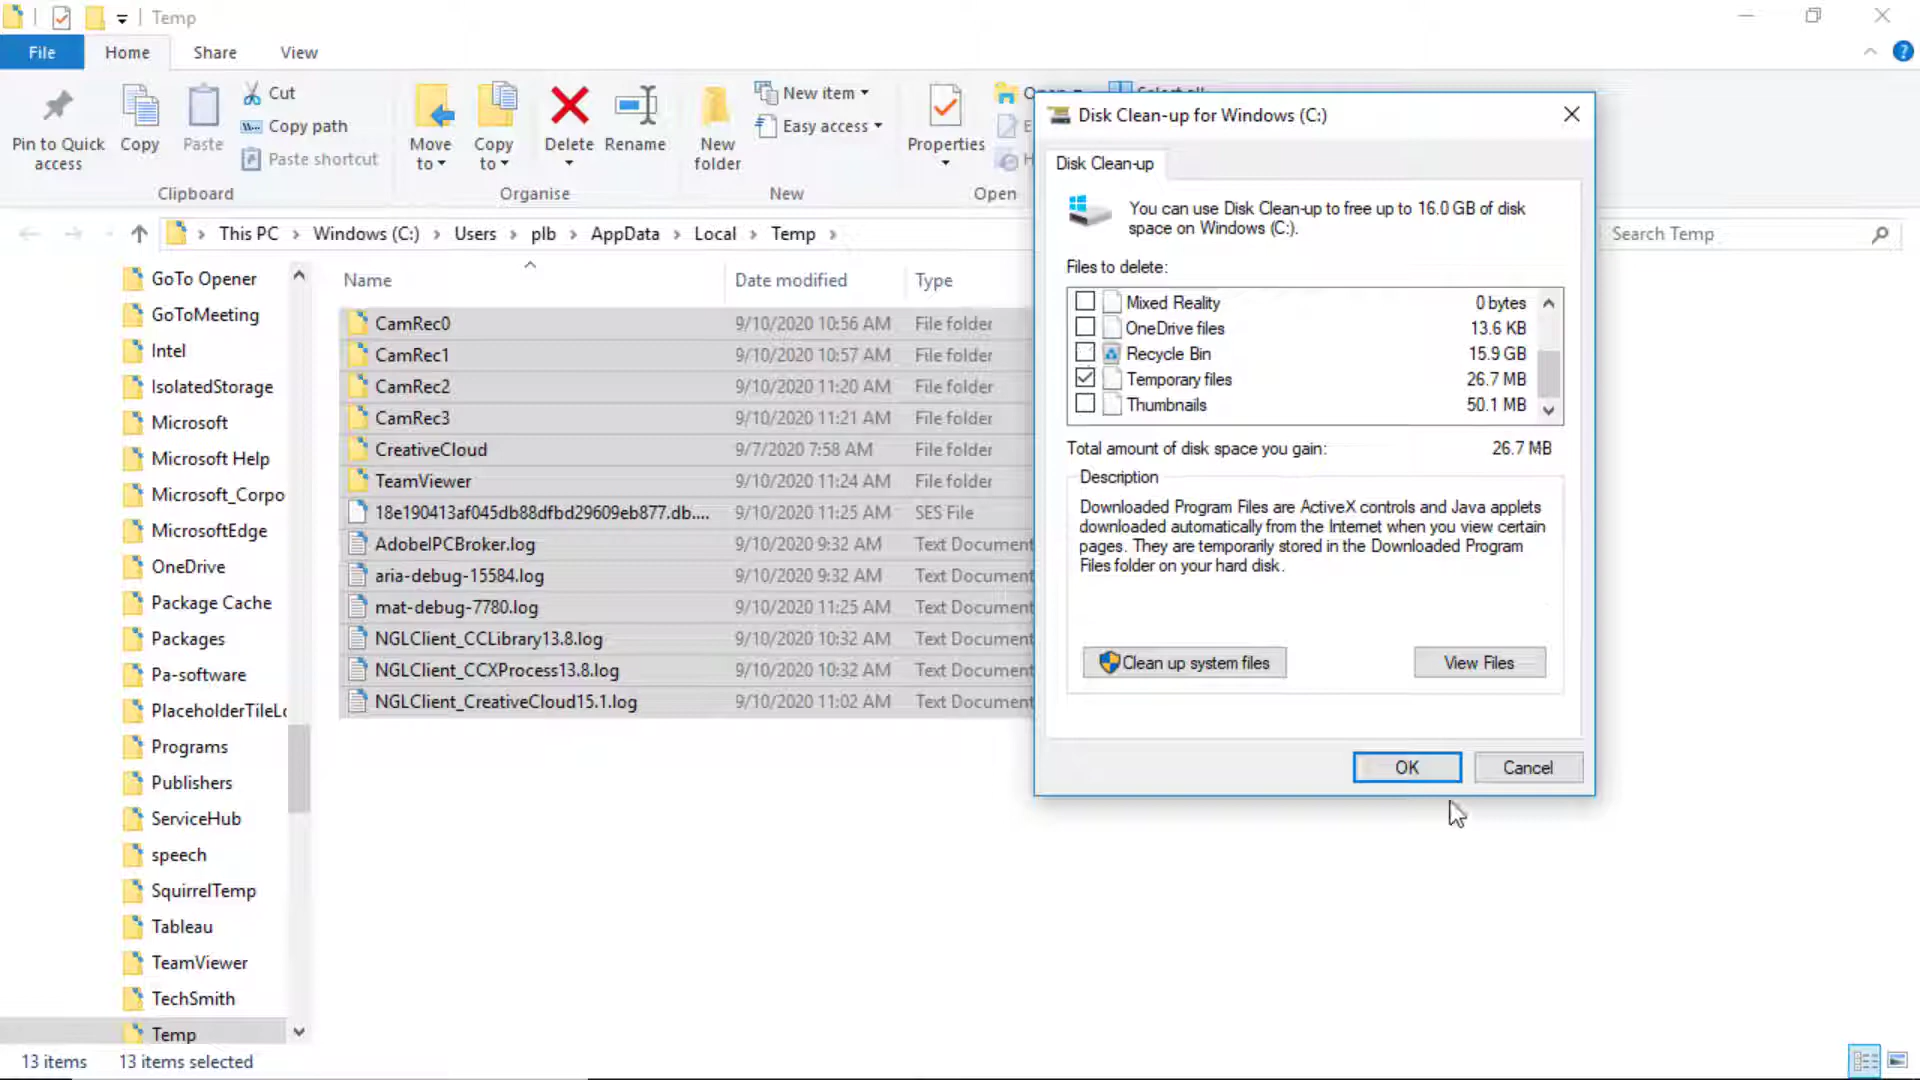 Temp
File Home Share View
Pin to Quick access
Copy
Paste
Cut
Copy path
Paste shortcut
Clipboard
Move to
Copy to
Delete
Rename
Organise
New folder
New item
Easy access
New
Properties
Open
This PC > Windows (C:) > Users > plb > AppData > Local > Temp >
Search Temp
GoTo Opener
GoToMeeting
Intel
IsolatedStorage
Microsoft
Microsoft Help
Microsoft_Corpo
MicrosoftEdge
OneDrive
Package Cache
Packages
Pa-software
PlaceholderTileLo
Programs
Publishers
ServiceHub
speech
SquirrelTemp
Tableau
TeamViewer
TechSmith
Temp
Name Date modified Type
CamRec0 9/10/2020 10:56 AM File folder
CamRec1 9/10/2020 10:57 AM File folder
CamRec2 9/10/2020 11:20 AM File folder
CamRec3 9/10/2020 11:21 AM File folder
CreativeCloud 9/7/2020 7:58 AM File folder
TeamViewer 9/10/2020 11:24 AM File folder
18e190413af045db88dfbd29609eb877.db.... 9/10/2020 11:25 AM SES File
AdobeIPCBroker.log 9/10/2020 9:32 AM Text Document
aria-debug-15584.log 9/10/2020 9:32 AM Text Document
mat-debug-7780.log 9/10/2020 11:25 AM Text Document
NGLClient_CCLibrary13.8.log 9/10/2020 10:32 AM Text Document
NGLClient_CCXProcess13.8.log 9/10/2020 10:32 AM Text Document
NGLClient_CreativeCloud15.1.log 9/10/2020 11:02 AM Text Document
Disk Clean-up for Windows (C:)
Disk Clean-up
You can use Disk Clean-up to free up to 16.0 GB of disk
space on Windows (C:).
Files to delete:
Mixed Reality 0 bytes
OneDrive files 13.6 KB
Recycle Bin 15.9 GB
Temporary files 26.7 MB
Thumbnails 50.1 MB
Total amount of disk space you gain: 26.7 MB
Description
Downloaded Program Files are ActiveX controls and Java applets
downloaded automatically from the Internet when you view certain
pages. They are temporarily stored in the Downloaded Program
Files folder on your hard disk.
Clean up system files
View Files
OK
Cancel
13 items 13 items selected